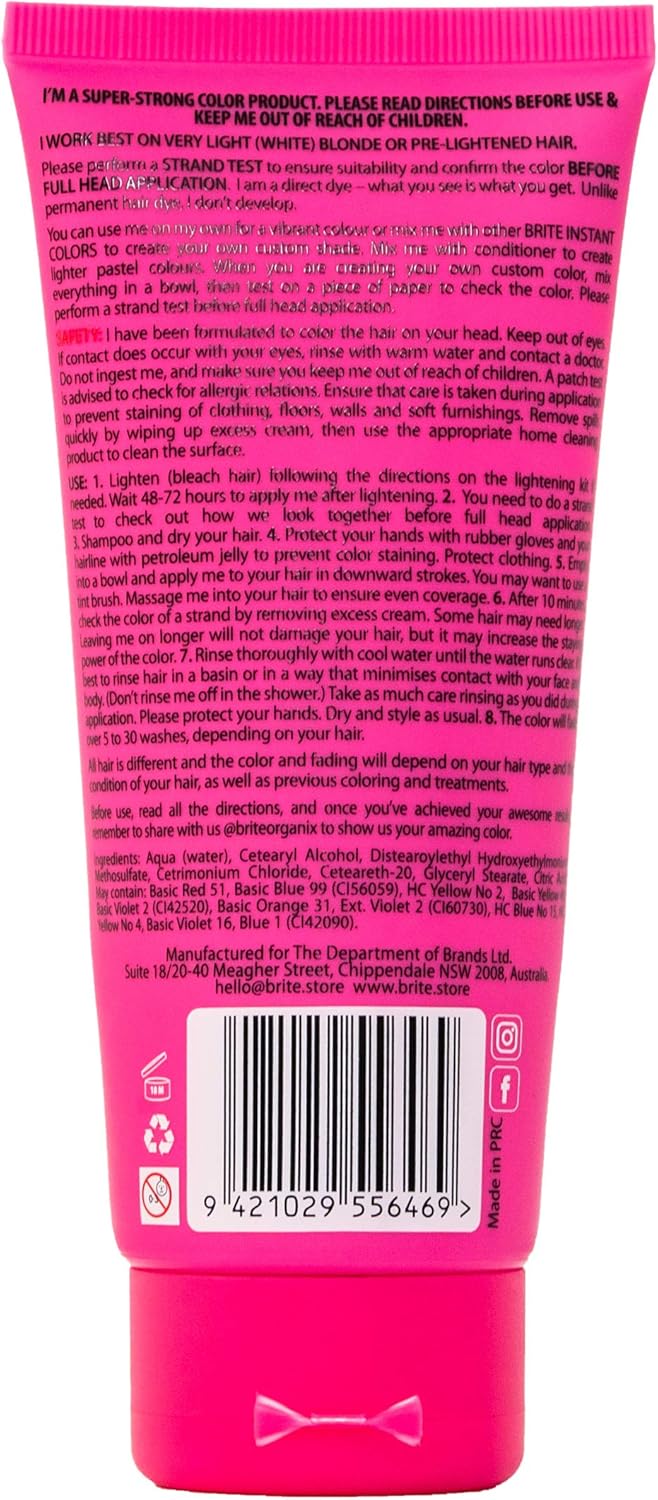 I'M A SUPER-STRONG COLOR PRODUCT. PLEASE READ DIRECTIONS BEFORE USE &
KEEP ME OUT OF REACH OF CHILDREN.
I WORK BEST ON VERY LIGHT (WHITE) BLONDE OR PRE-LIGHTENED HAIR.
Please perform a STRAND TEST to ensure suitability and confirm the color BEFORE
FULL HEAD APPLICATION. I am a direct dye – what you see is what you get. Unlike
permanent hair dye, I don't develop.
You can use me on my own for a vibrant colour or mix me with other BRITE INSTANT
COLORS to create your own custom shade. Mix me with conditioner to create
lighter pastel colours. When you are creating your own custom color, mix
everything in a bowl, then test on a piece of paper to check the color. Please
perform a strand test before full head application.
SAFETY: I have been formulated to color the hair on your head. Keep out of eyes.
If contact does occur with your eyes, rinse with warm water and contact a doctor.
Do not ingest me, and make sure you keep me out of reach of children. A patch test
is advised to check for allergic relations. Ensure that care is taken during application
to prevent staining of clothing, floors, walls and soft furnishings. Remove spills
quickly by wiping up excess cream, then use the appropriate home cleaning
product to clean the surface.
USE: 1. Lighten (bleach hair) following the directions on the lightening kit
needed. Wait 48-72 hours to apply me after lightening. 2. You need to do a
test to check out how we look together before full head application.
3. Shampoo and dry your hair. 4. Protect your hands with rubber gloves and
hairline with petroleum jelly to prevent color staining. Protect clothing. 5.
into a bowl and apply me to your hair in downward strokes. You may want to use
tint brush. Massage me into your hair to ensure even coverage. 6. After 10
check the color of a strand by removing excess cream. Some hair may need
Leaving me on longer will not damage your hair, but it may increase the
power of the color. 7. Rinse thoroughly with cool water until the water runs clear.
best to rinse hair in a basin or in a way that minimises contact with your face
body. (Don't rinse me off in the shower.) Take as much care rinsing as you did
application. Please protect your hands. Dry and style as usual. 8. The color will
over 5 to 30 washes, depending on your hair.
All hair is different and the color and fading will depend on your hair type and
condition of your hair, as well as previous coloring and treatments.
Before use, read all the directions, and once you've achieved your awesome
remember to share with us @briteorganix to show us your amazing color.
Ingredients: Aqua (water), Cetearyl Alcohol, Distearoylethyl
Methosulfate, Cetrimonium Chloride, Ceteareth-20, Glyceryl Stearate, Citric
May contain: Basic Red 51, Basic Blue 99 (CI56059), HC Yellow No 2, Basic Yellow
Basic Violet 2 (CI42520), Basic Orange 31, Ext. Violet 2 (CI60730), HC Blue No 15,
Yellow No 4, Basic Violet 16, Blue 1 (CI42090).
Manufactured for The Department of Brands Ltd.
Suite 18/20-40 Meagher Street, Chippendale NSW 2008, Australia.
hello@brite.store www.brite.store
18 M
0-3
9 421029 556469 >
Made in PRC